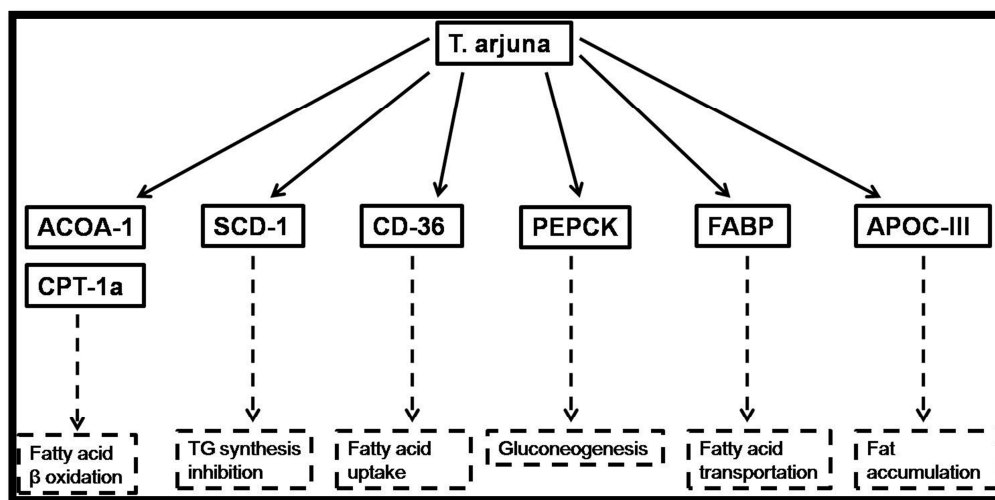 T. arjuna
ACOA-1
SCD-1
CD-36
PEPCK
FABP
APOC-III
CPT-1a
Fatty acid
β oxidation
TG synthesis
inhibition
Fatty acid
uptake
Gluconeogenesis
Fatty acid
transportation
Fat
accumulation